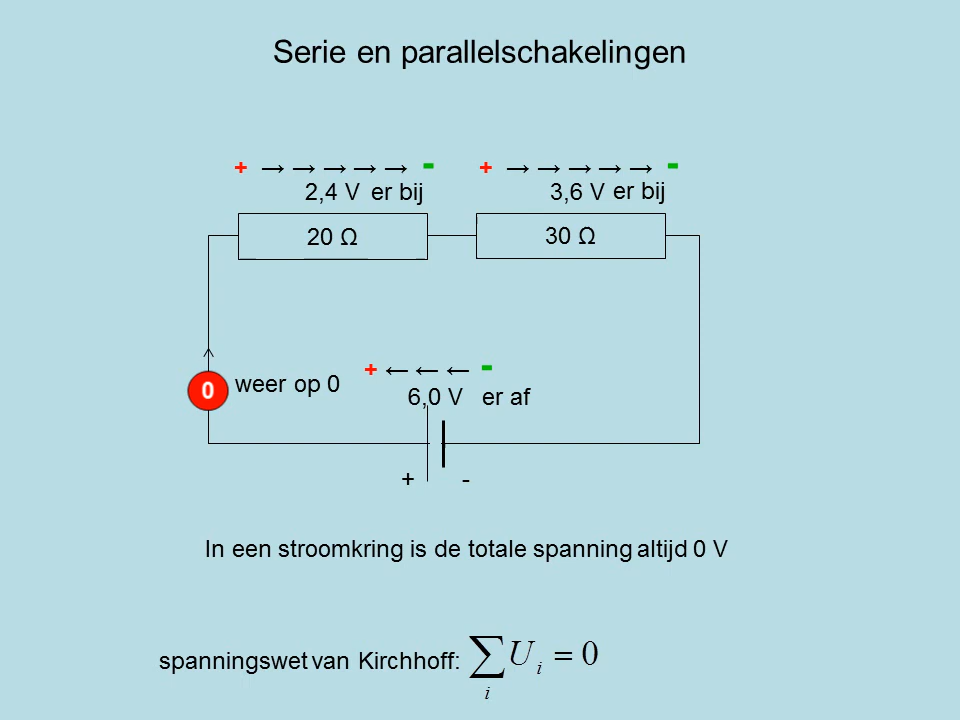 Serie en parallelschakelingen
+ → → → → → - + → → → → → -
2,4 V er bij 3,6 V er bij
20 Ω 30 Ω
+ ← ← ← -
0 weer op 0
6,0 V er af
+ -
In een stroomkring is de totale spanning altijd 0 V
spanningswet van Kirchhoff: ∑ U i = 0
i